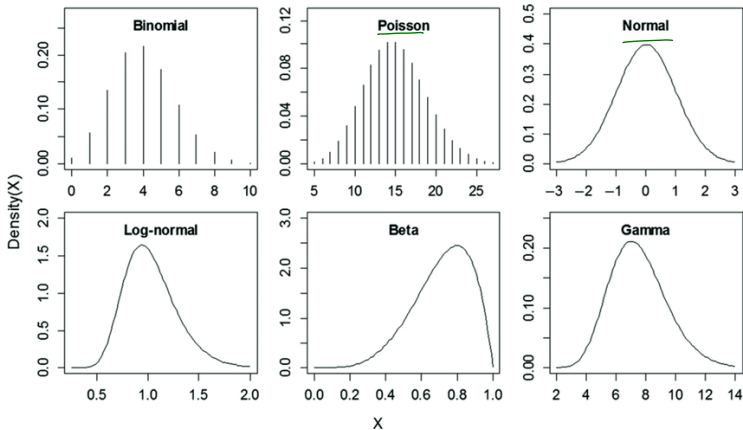 Binomial
0.20
0.10
0.00
0 2 4 6 8 10
Poisson
0.12
0.08
0.04
0.00
5 10 15 20 25
Normal
0.5
0.4
0.3
0.2
0.1
0.0
−3 −2 −1 0 1 2 3
Density(X)
Log-normal
2.0
1.5
1.0
0.5
0.0
0.5 1.0 1.5 2.0
Beta
3.0
2.0
1.0
0.0
0.0 0.2 0.4 0.6 0.8 1.0
Gamma
0.20
0.10
0.00
2 4 6 8 10 12 14
X